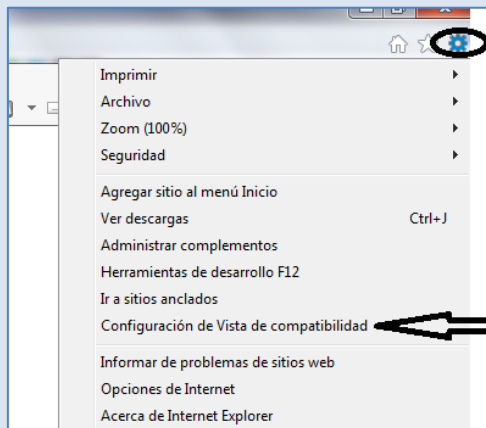 Imprimir
Archivo
Zoom (100%)
Seguridad
Agregar sitio al menú Inicio
Ver descargas Ctrl+J
Administrar complementos
Herramientas de desarrollo F12
Ir a sitios anclados
Configuración de Vista de compatibilidad
Informar de problemas de sitios web
Opciones de Internet
Acerca de Internet Explorer